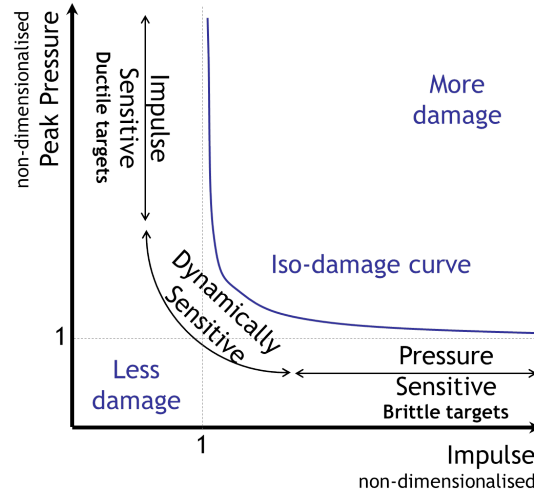 non-dimensionalised
Peak Pressure
Ductile targets
Sensitive
Impulse
More
damage
Iso-damage curve
Dynamically
Sensitive
1
Less
damage
Pressure
Sensitive
Brittle targets
1
Impulse
non-dimensionalised